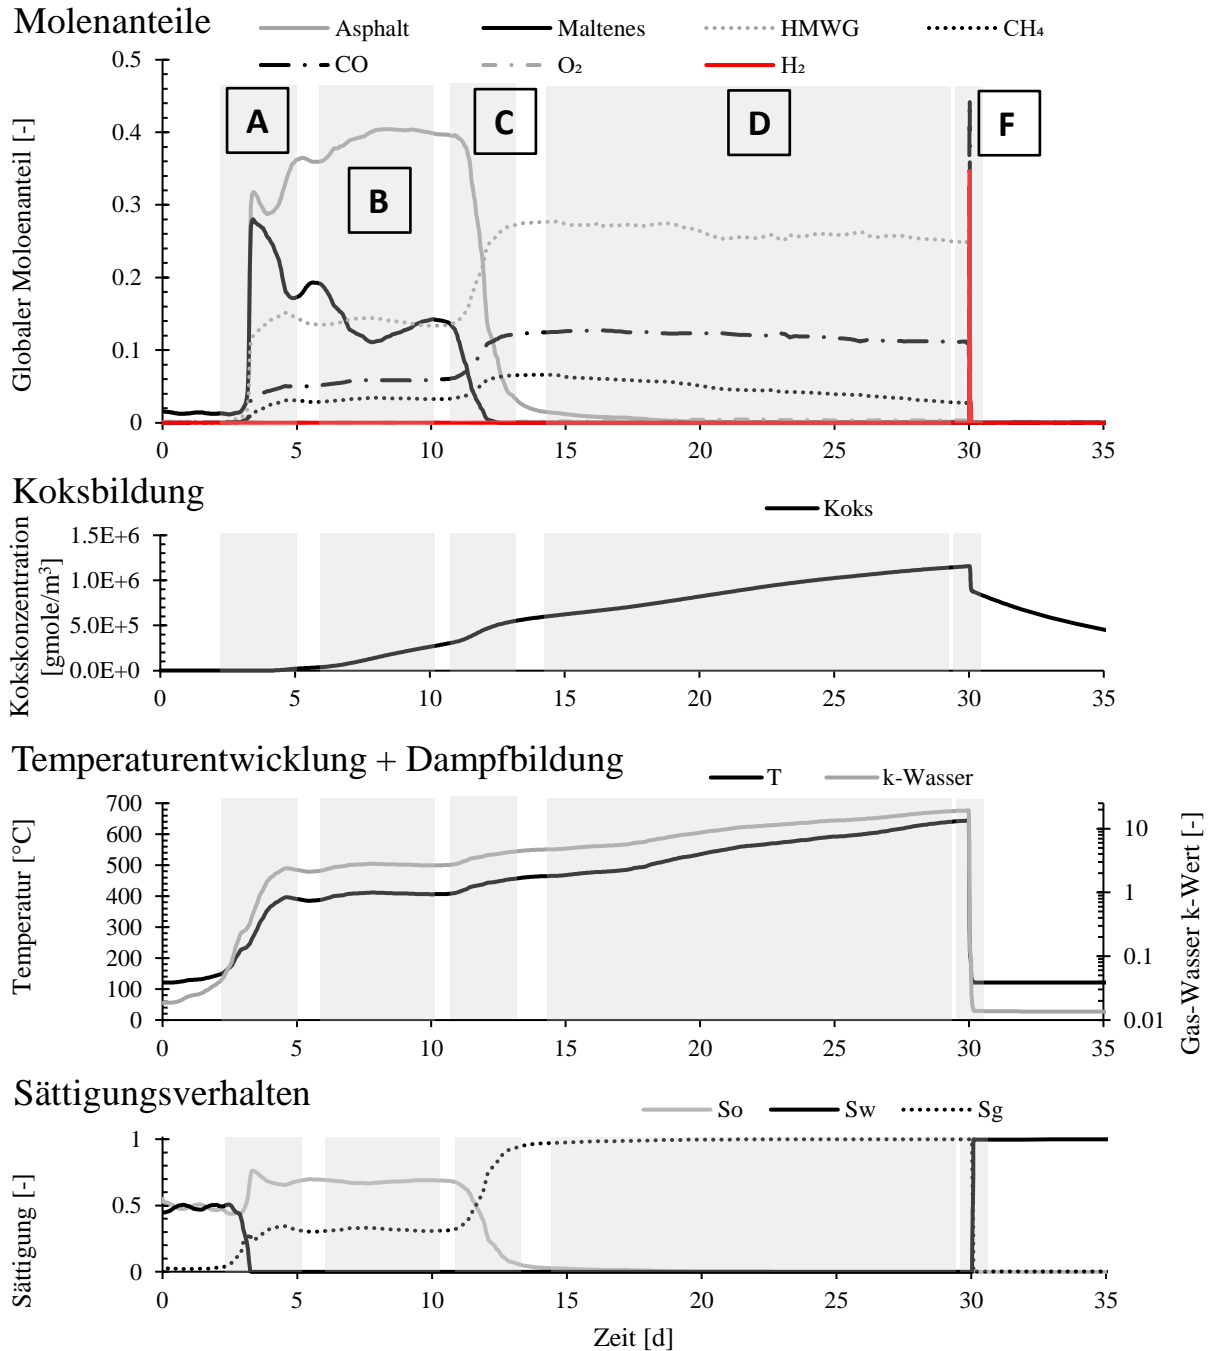 Molenanteile
Asphalt Maltenes HMWG CH₄
CO O₂ H₂
Globaler Moloenanteil [-]
0.5
0.4
0.3
0.2
0.1
0
A B C D F
0 5 10 15 20 25 30 35
Koksbildung
Koks
Kokskonzentration
[gmole/m³]
1.5E+6
1.0E+6
5.0E+5
0.0E+0
0 5 10 15 20 25 30 35
Temperaturentwicklung + Dampfbildung
T k-Wasser
Temperatur [°C]
700
600
500
400
300
200
100
0
10
1
0.1
0.01
Gas-Wasser k-Wert [-]
0 5 10 15 20 25 30 35
Sättigungsverhalten
So Sw Sg
Sättigung [-]
1
0.5
0
0 5 10 15 20 25 30 35
Zeit [d]